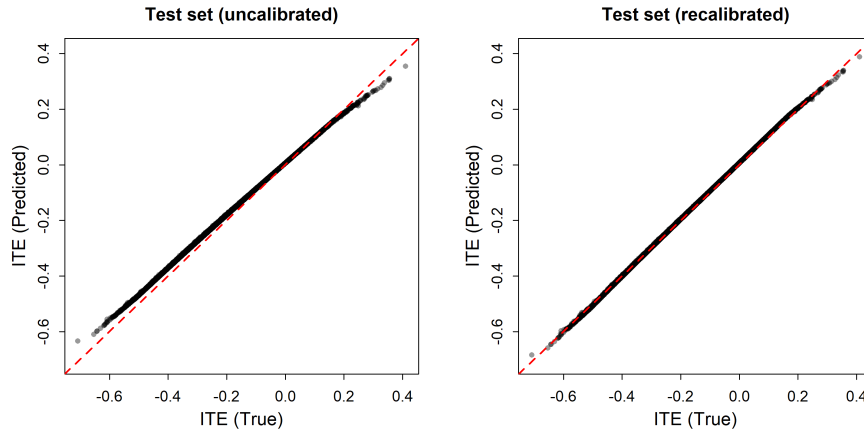 Test set (uncalibrated)
0.4
0.2
0.0
-0.2
-0.4
-0.6
ITE (Predicted)
-0.6 -0.4 -0.2 0.0 0.2 0.4
ITE (True)
Test set (recalibrated)
0.4
0.2
0.0
-0.2
-0.4
-0.6
ITE (Predicted)
-0.6 -0.4 -0.2 0.0 0.2 0.4
ITE (True)